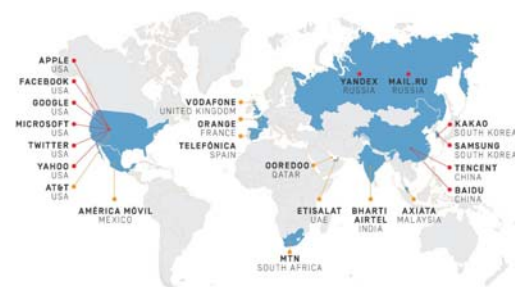 APPLE
USA
FACEBOOK
USA
GOOGLE
USA
MICROSOFT
USA
TWITTER
USA
YAHOO
USA
AT&T
USA
AMÉRICA MÓVIL
MEXICO
VODAFONE
UNITED KINGDOM
ORANGE
FRANCE
TELEFÓNICA
SPAIN
OOREDOO
QATAR
ETISALAT
UAE
MTN
SOUTH AFRICA
BHARTI
AIRTEL
INDIA
AXIATA
MALAYSIA
YANDEX
RUSSIA
MAIL.RU
RUSSIA
KAKAO
SOUTH KOREA
SAMSUNG
SOUTH KOREA
TENCENT
CHINA
BAIDU
CHINA